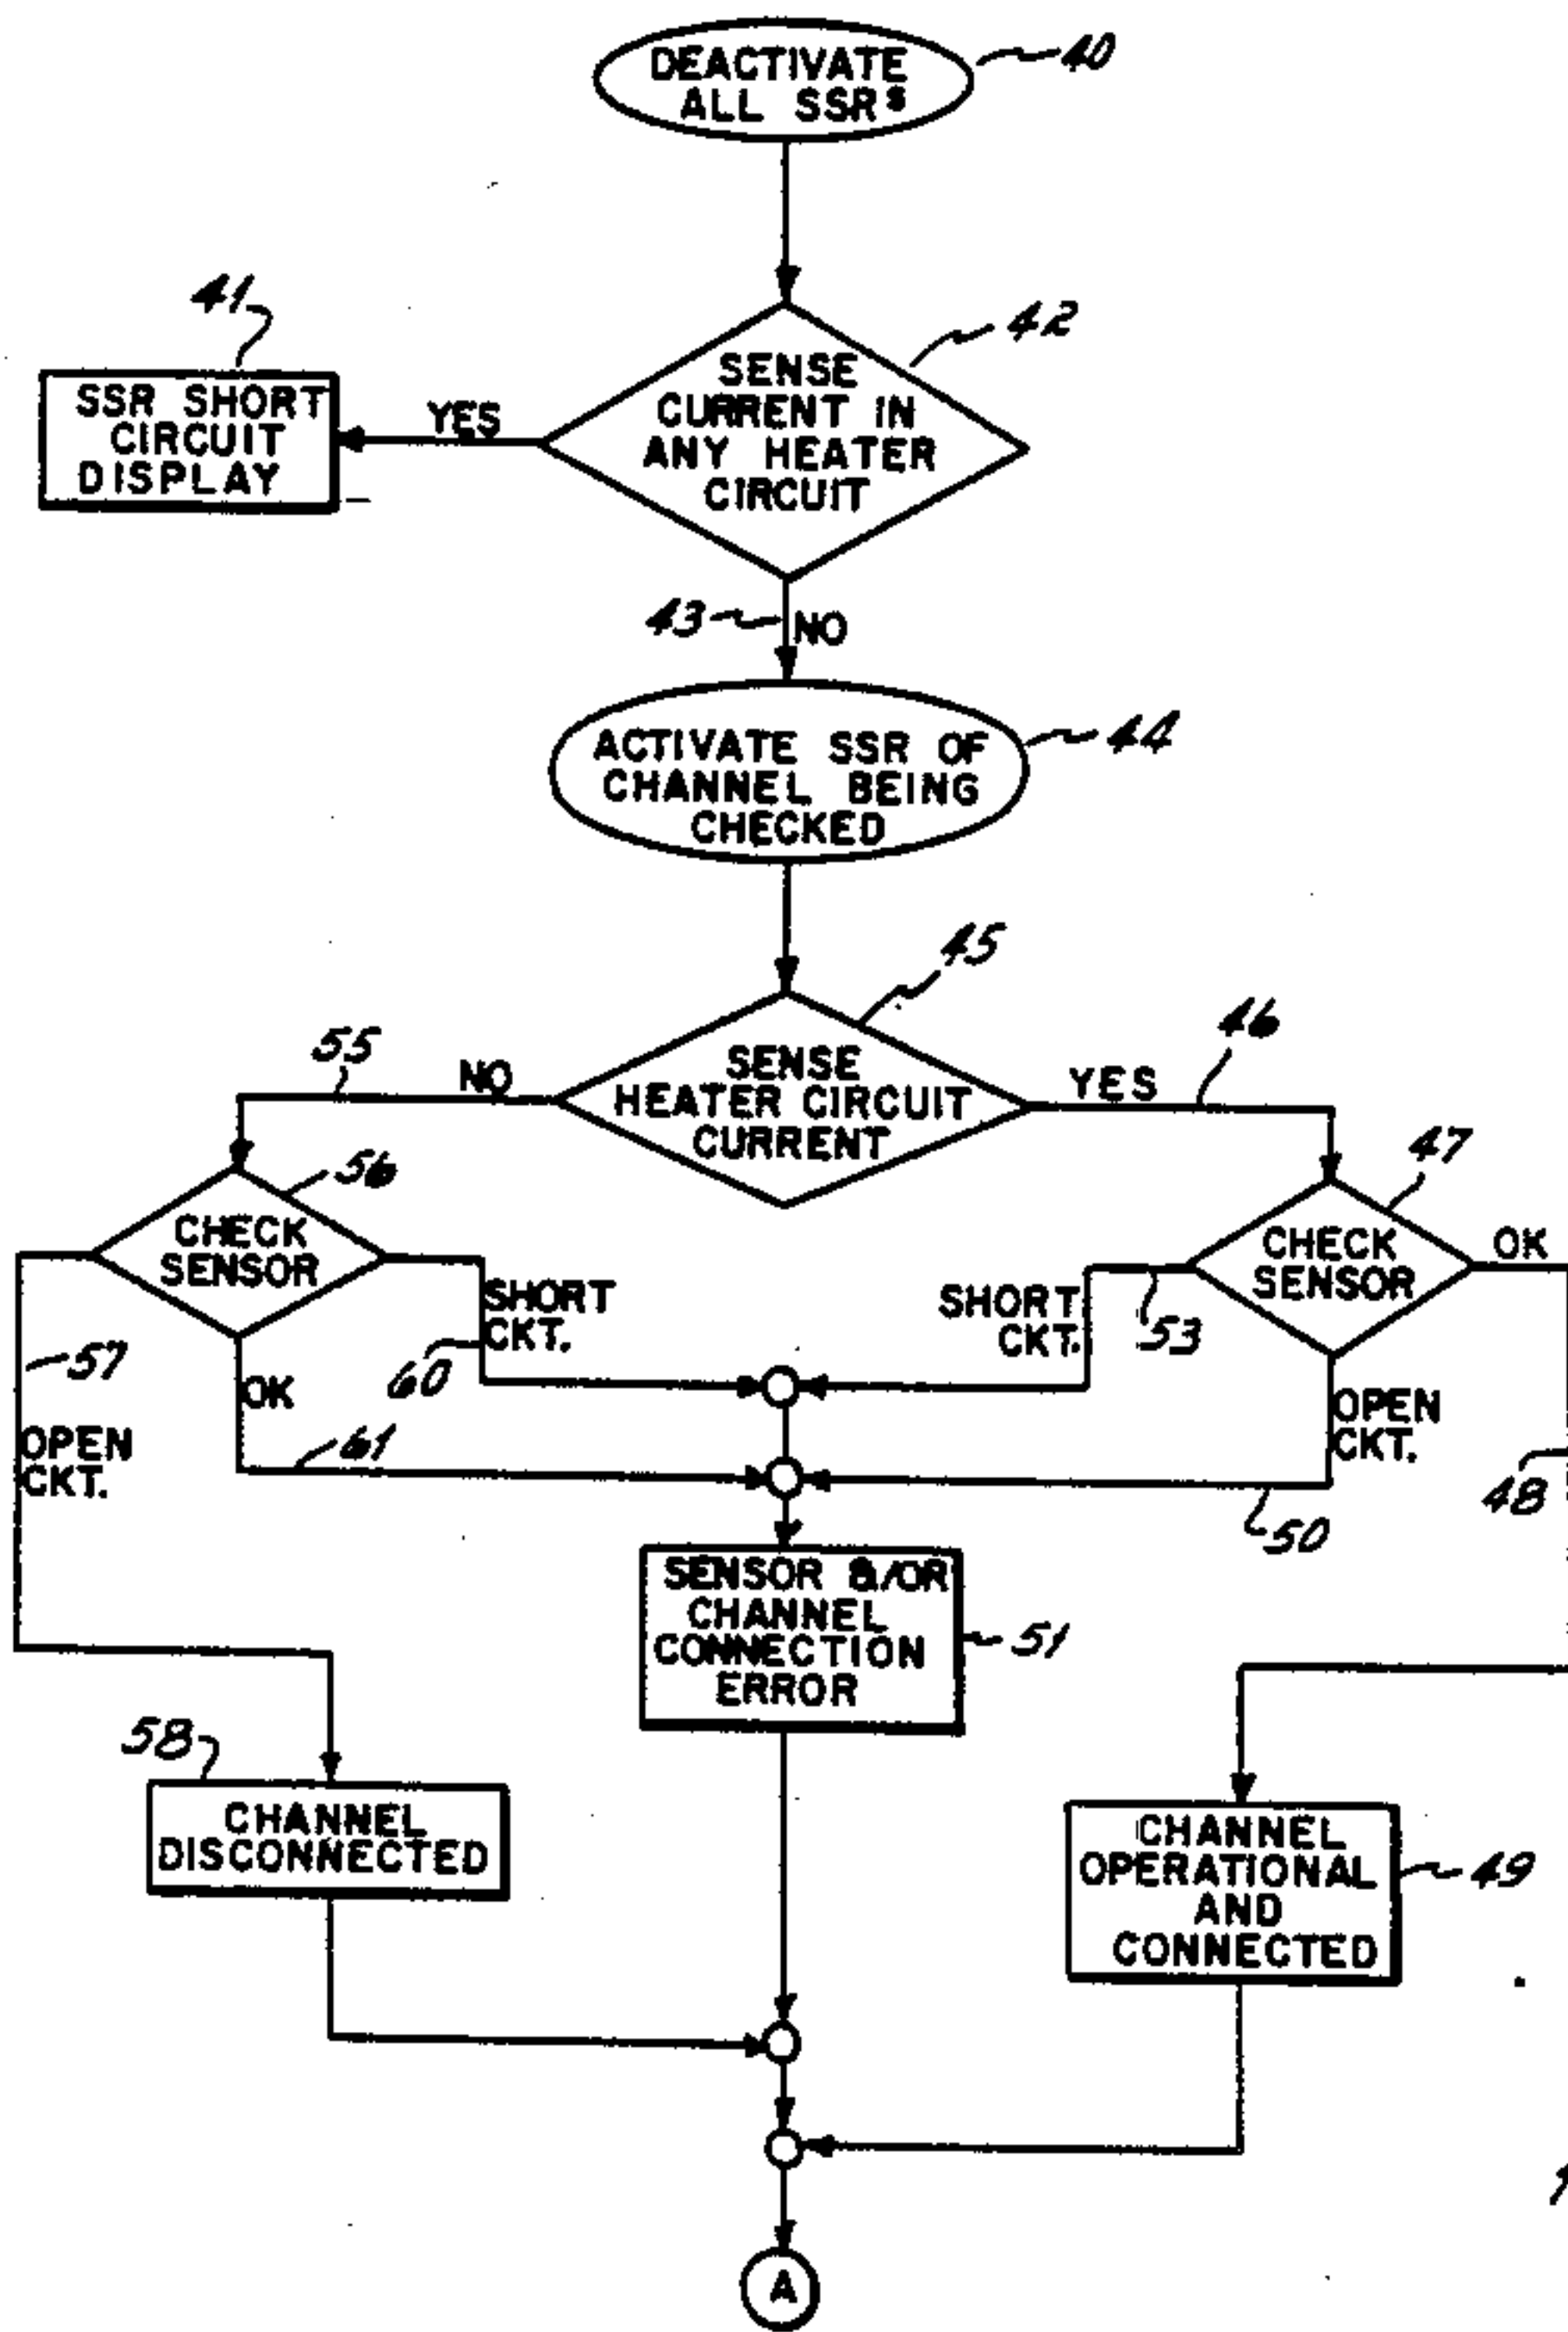 DEACTIVATE
ALL SSRs
40
41
42
SSR SHORT
CIRCUIT
DISPLAY
YES
SENSE
CURRENT IN
ANY HEATER
CIRCUIT
43
NO
ACTIVATE SSR OF
CHANNEL BEING
CHECKED
44
45
55
NO
SENSE
HEATER CIRCUIT
CURRENT
YES
46
56
CHECK
SENSOR
47
CHECK
SENSOR
OK
57
OPEN
CKT.
OK
61
SHORT
CKT.
60
SHORT
CKT.
53
OPEN
CKT.
50
48
SENSOR &/OR
CHANNEL
CONNECTION
ERROR
51
58
CHANNEL
DISCONNECTED
CHANNEL
OPERATIONAL
AND
CONNECTED
49
A